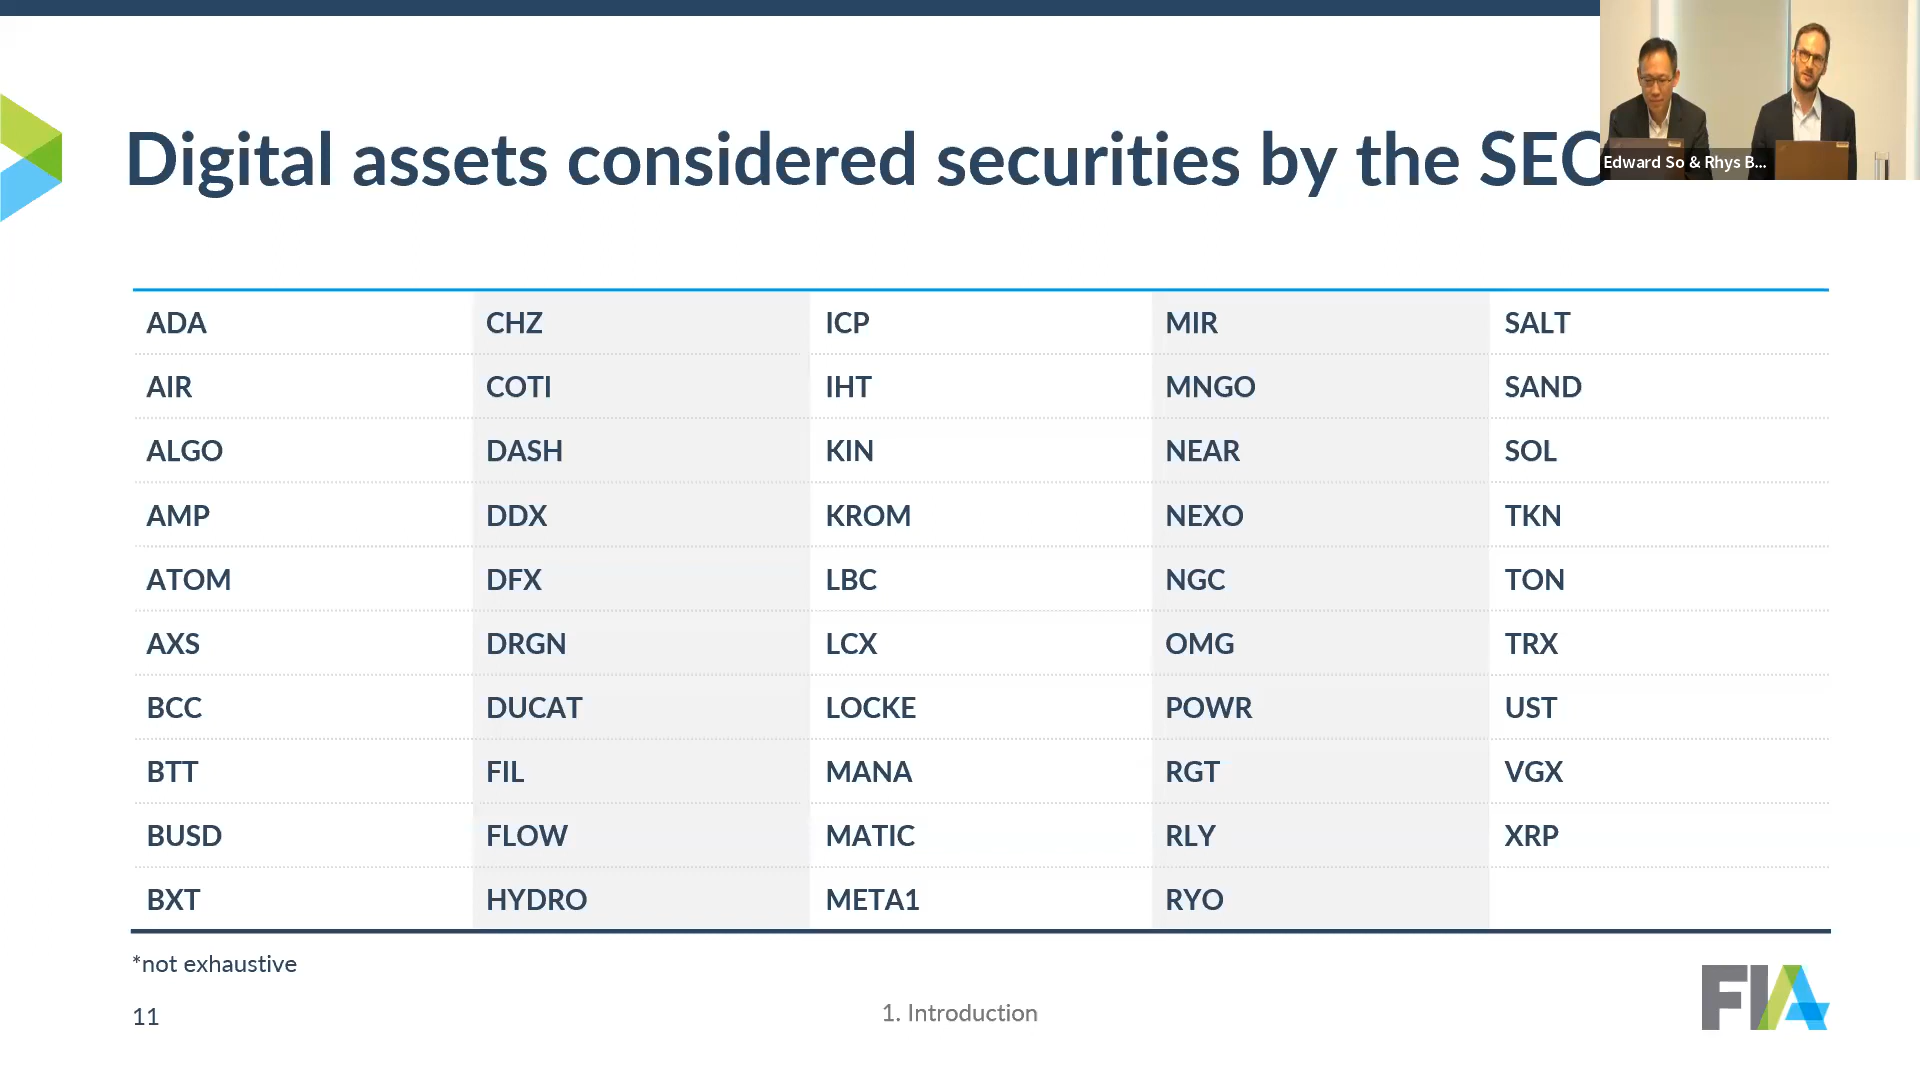 Digital assets considered securities by the SEC
Edward So & Rhys B...
ADA CHZ ICP MIR SALT
AIR COTI IHT MNGO SAND
ALGO DASH KIN NEAR SOL
AMP DDX KROM NEXO TKN
ATOM DFX LBC NGC TON
AXS DRGN LCX OMG TRX
BCC DUCAT LOCKE POWR UST
BTT FIL MANA RGT VGX
BUSD FLOW MATIC RLY XRP
BXT HYDRO META1 RYO
*not exhaustive
11
1. Introduction
FIA